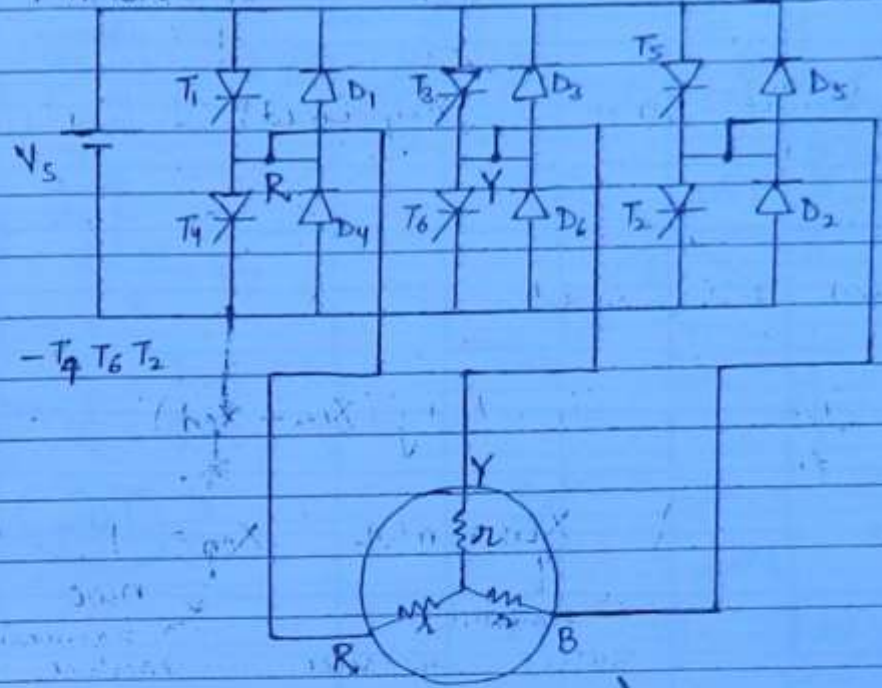 T5
T1 D1 T3 D3 D5
Vs
R Y
T4 D4 T6 D6 T2 D2
- T4 T6 T2
Y
r
r r
R B